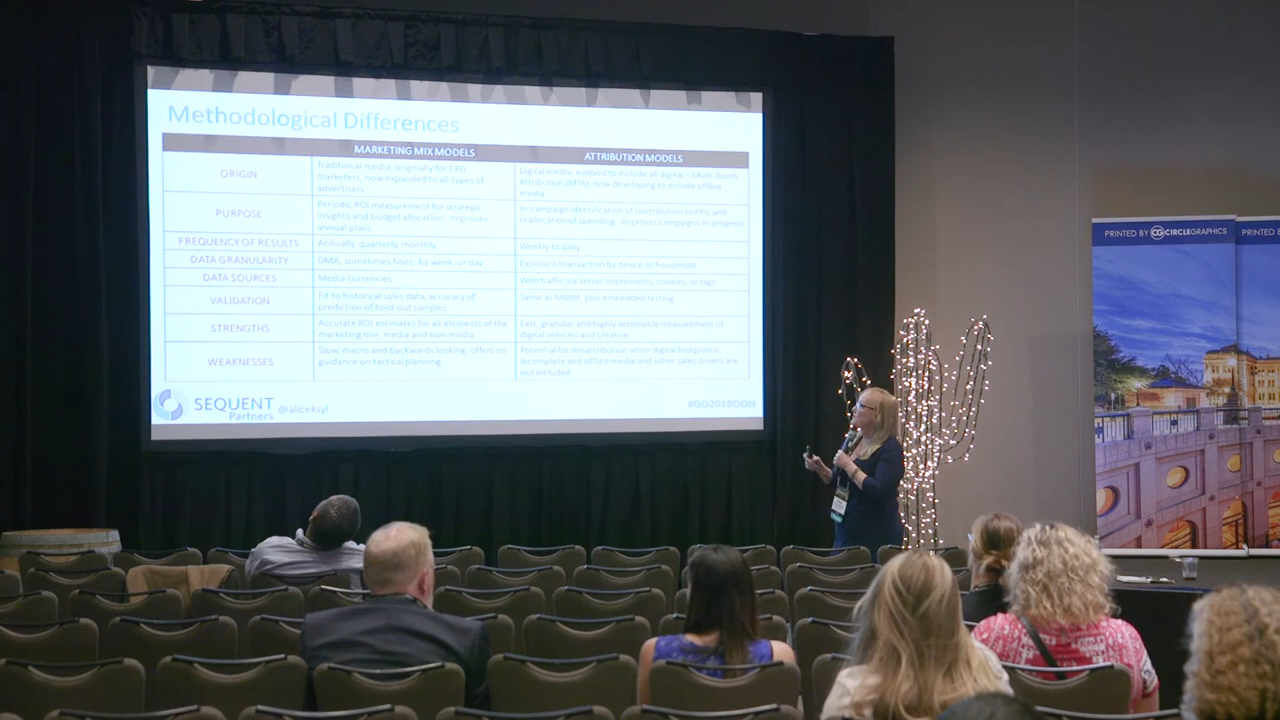 Methodological Differences
MARKETING MIX MODELS
ATTRIBUTION MODELS
ORIGIN
Traditional media, originally for CPG
marketers, now expanded to all types of
advertisers
Digital media, evolved to include all digital – Multi-Touch
Attribution (MTA), now developing to include offline
media
PURPOSE
Periodic ROI measurement for strategic
insights and budget allocation. Improves
annual plans
In-campaign identification of contribution to KPIs and
reallocation of spending. Improves campaigns in-progress
FREQUENCY OF RESULTS
Annually, quarterly, monthly
Weekly to daily
DATA GRANULARITY
DMA, sometimes finer, by week, or day
Exposure/transaction by device or household
DATA SOURCES
Media currencies
Web traffic via server impressions, cookies, or tags
VALIDATION
Fit to historical sales data, accuracy of
prediction of hold-out samples
Same as MMM, plus embedded testing
STRENGTHS
Accurate ROI estimates for all elements of the
marketing mix, media and non-media
Fast, granular and highly actionable measurement of
digital vehicles and creative
WEAKNESSES
Slow, macro and backwards looking, offers no
guidance on tactical planning
Potential for misattribution when digital footprint is
incomplete and offline media and other sales drivers are
not included
SEQUENT
Partners
@aliceksyl
#GO2018OOH
PRINTED BY CG CIRCLEGRAPHICS
PRINTED